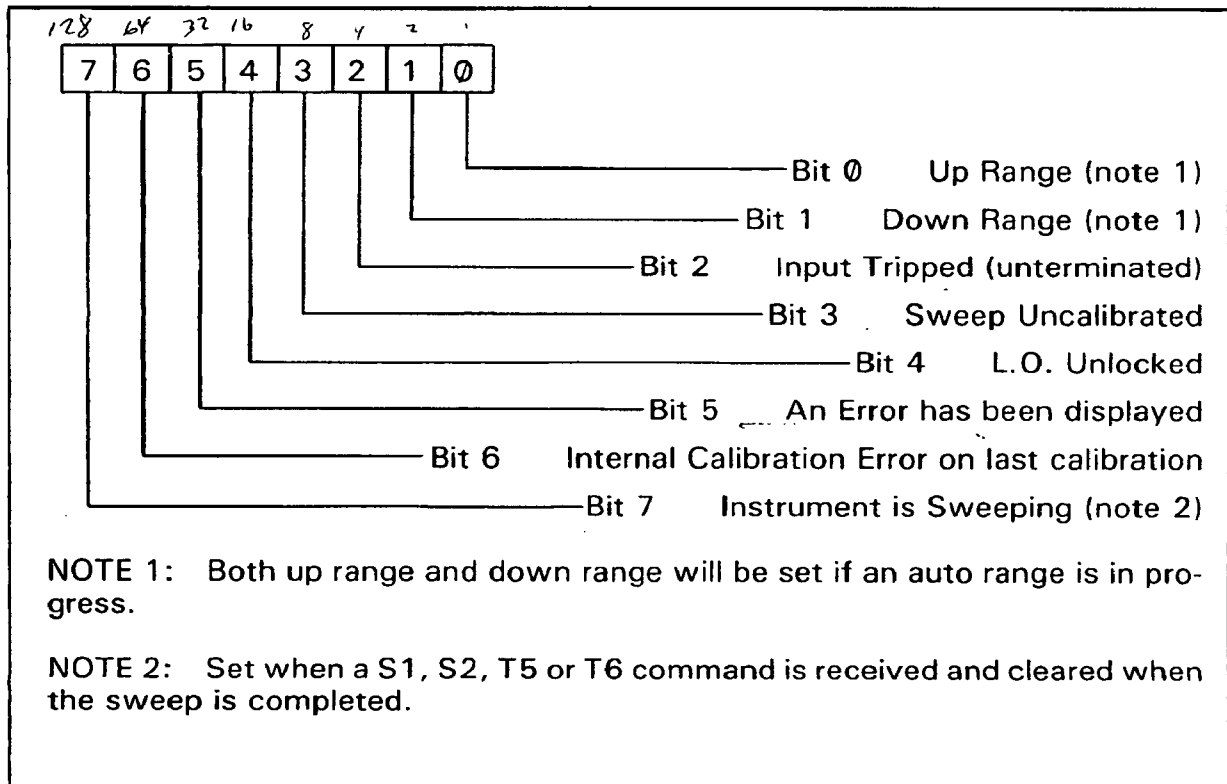 128 64 32 16 8 4 2 1
7 6 5 4 3 2 1 0
Bit 0 Up Range (note 1)
Bit 1 Down Range (note 1)
Bit 2 Input Tripped (unterminated)
Bit 3 Sweep Uncalibrated
Bit 4 L.O. Unlocked
Bit 5 An Error has been displayed
Bit 6 Internal Calibration Error on last calibration
Bit 7 Instrument is Sweeping (note 2)
NOTE 1: Both up range and down range will be set if an auto range is in pro-
gress.
NOTE 2: Set when a S1, S2, T5 or T6 command is received and cleared when
the sweep is completed.